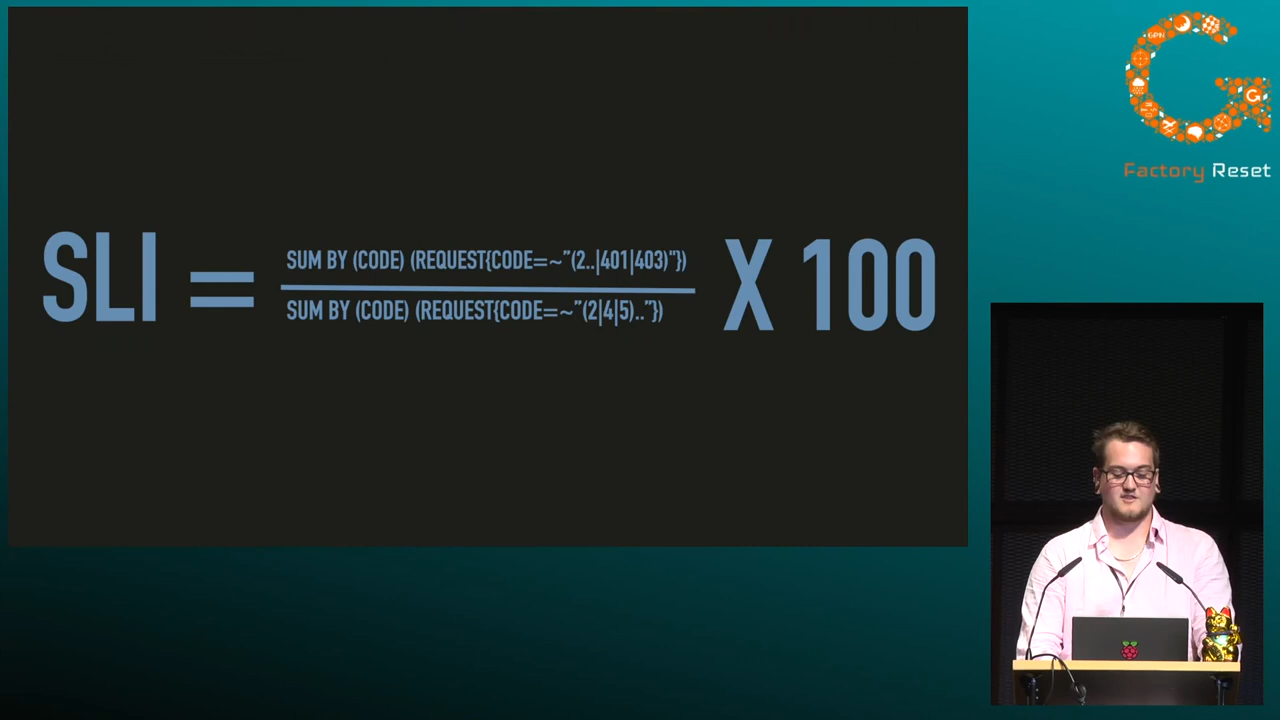 SLI = SUM BY (CODE) (REQUEST{CODE=~”(2..|401|403)"})
SUM BY (CODE) (REQUEST{CODE=~”(2|4|5)..”})
X 100
GPN
Factory Reset